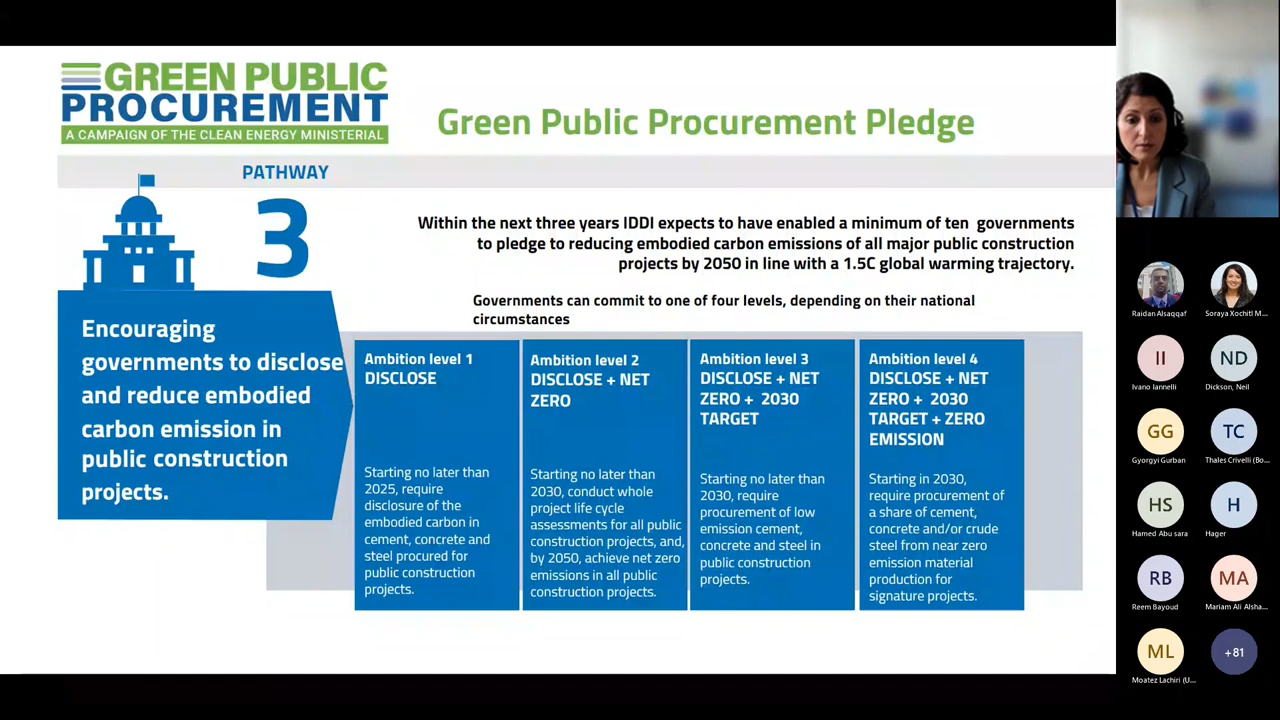 GREEN PUBLIC
PROCUREMENT
A CAMPAIGN OF THE CLEAN ENERGY MINISTERIAL
Green Public Procurement Pledge
PATHWAY
3
Encouraging
governments to disclose
and reduce embodied
carbon emission in
public construction
projects.
Within the next three years IDDI expects to have enabled a minimum of ten governments
to pledge to reducing embodied carbon emissions of all major public construction
projects by 2050 in line with a 1.5C global warming trajectory.
Governments can commit to one of four levels, depending on their national
circumstances
Ambition level 1
DISCLOSE
Starting no later than
2025, require
disclosure of the
embodied carbon in
cement, concrete and
steel procured for
public construction
projects.
Ambition level 2
DISCLOSE + NET
ZERO
Starting no later than
2030, conduct whole
project life cycle
assessments for all public
construction projects, and,
by 2050, achieve net zero
emissions in all public
construction projects.
Ambition level 3
DISCLOSE + NET
ZERO + 2030
TARGET
Starting no later than
2030, require
procurement of low
emission cement,
concrete and steel in
public construction
projects.
Ambition level 4
DISCLOSE + NET
ZERO + 2030
TARGET + ZERO
EMISSION
Starting in 2030,
require procurement of
a share of cement,
concrete and/or crude
steel from near zero
emission material
production for
signature projects.
Raidan Alsaqqaf
Soraya Xochitl M...
II
Ivano Iannelli
ND
Dickson, Neil
GG
Gyorgyi Gurban
TC
Thales Crivelli (Bo...
HS
Hamed Abu sara
H
Hager
RB
Reem Bayoud
MA
Mariam Ali Alsha...
ML
Moatez Lachiri (U...
+81